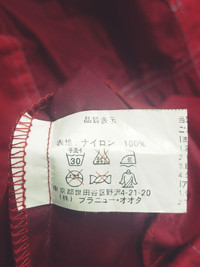 品質表示
表地 ナイロン 100%
30
東京都世田谷区野沢4-21-20
(株) ブラニュー・オオタ